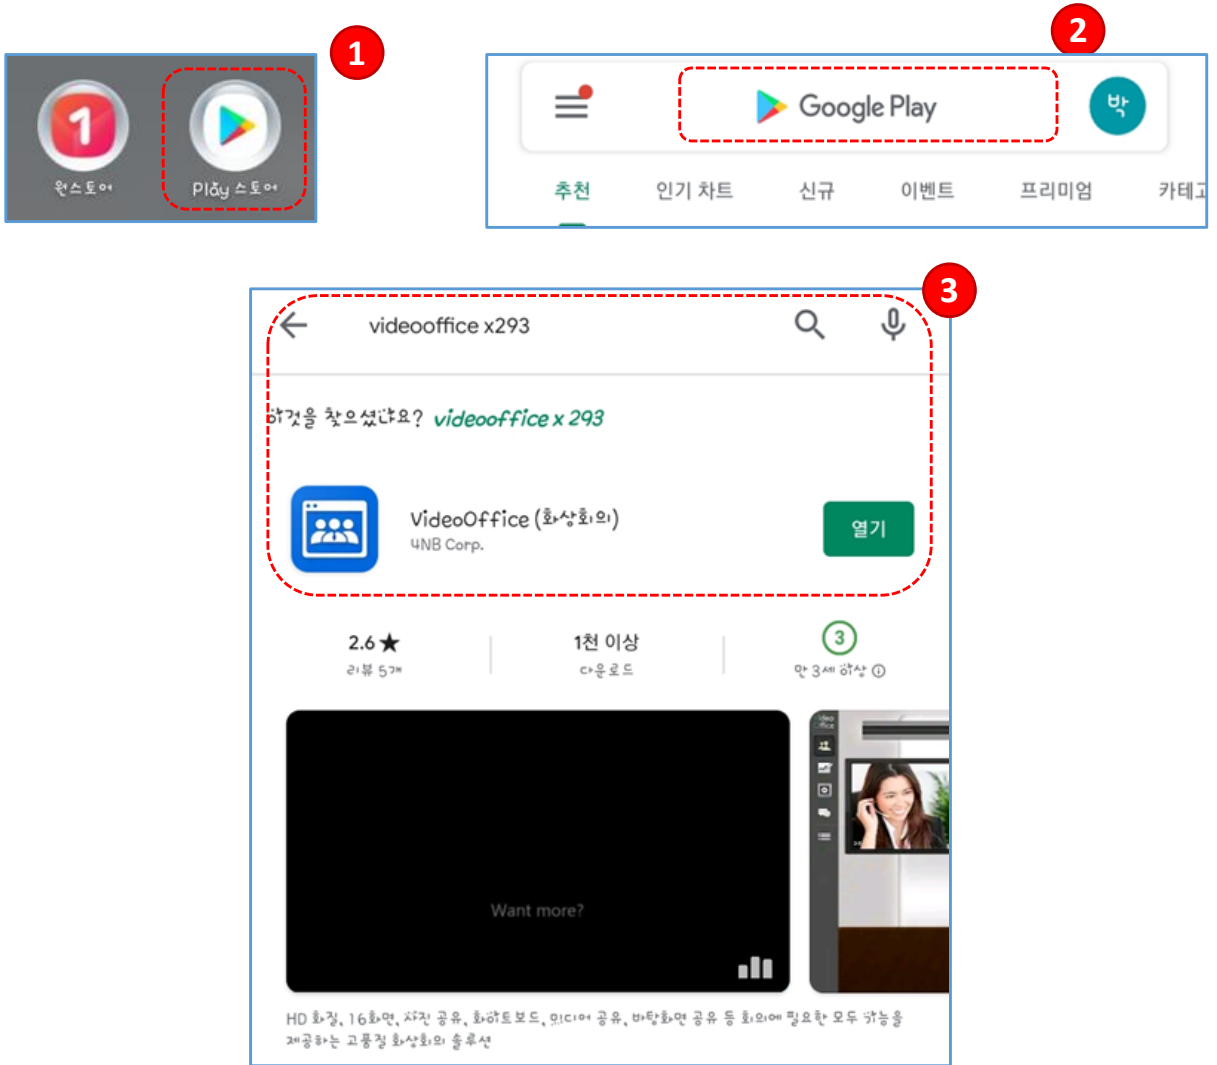 1
2
1
원스토어
Play 스토어
Google Play
박
추천
인기 차트
신규
이벤트
프리미엄
카테고
3
videooffice x293
이것을 찾으셨나요? videooffice x 293
VideoOffice (화상회의)
4NB Corp.
열기
2.6★
리뷰 5개
1천 이상
다운로드
3
만 3세 이상 ⓘ
Want more?
HD 화질, 16화면, 사진 공유, 화이트보드, 미디어 공유, 바탕화면 공유 등 회의에 필요한 모두 기능을
제공하는 고품질 화상회의 솔루션